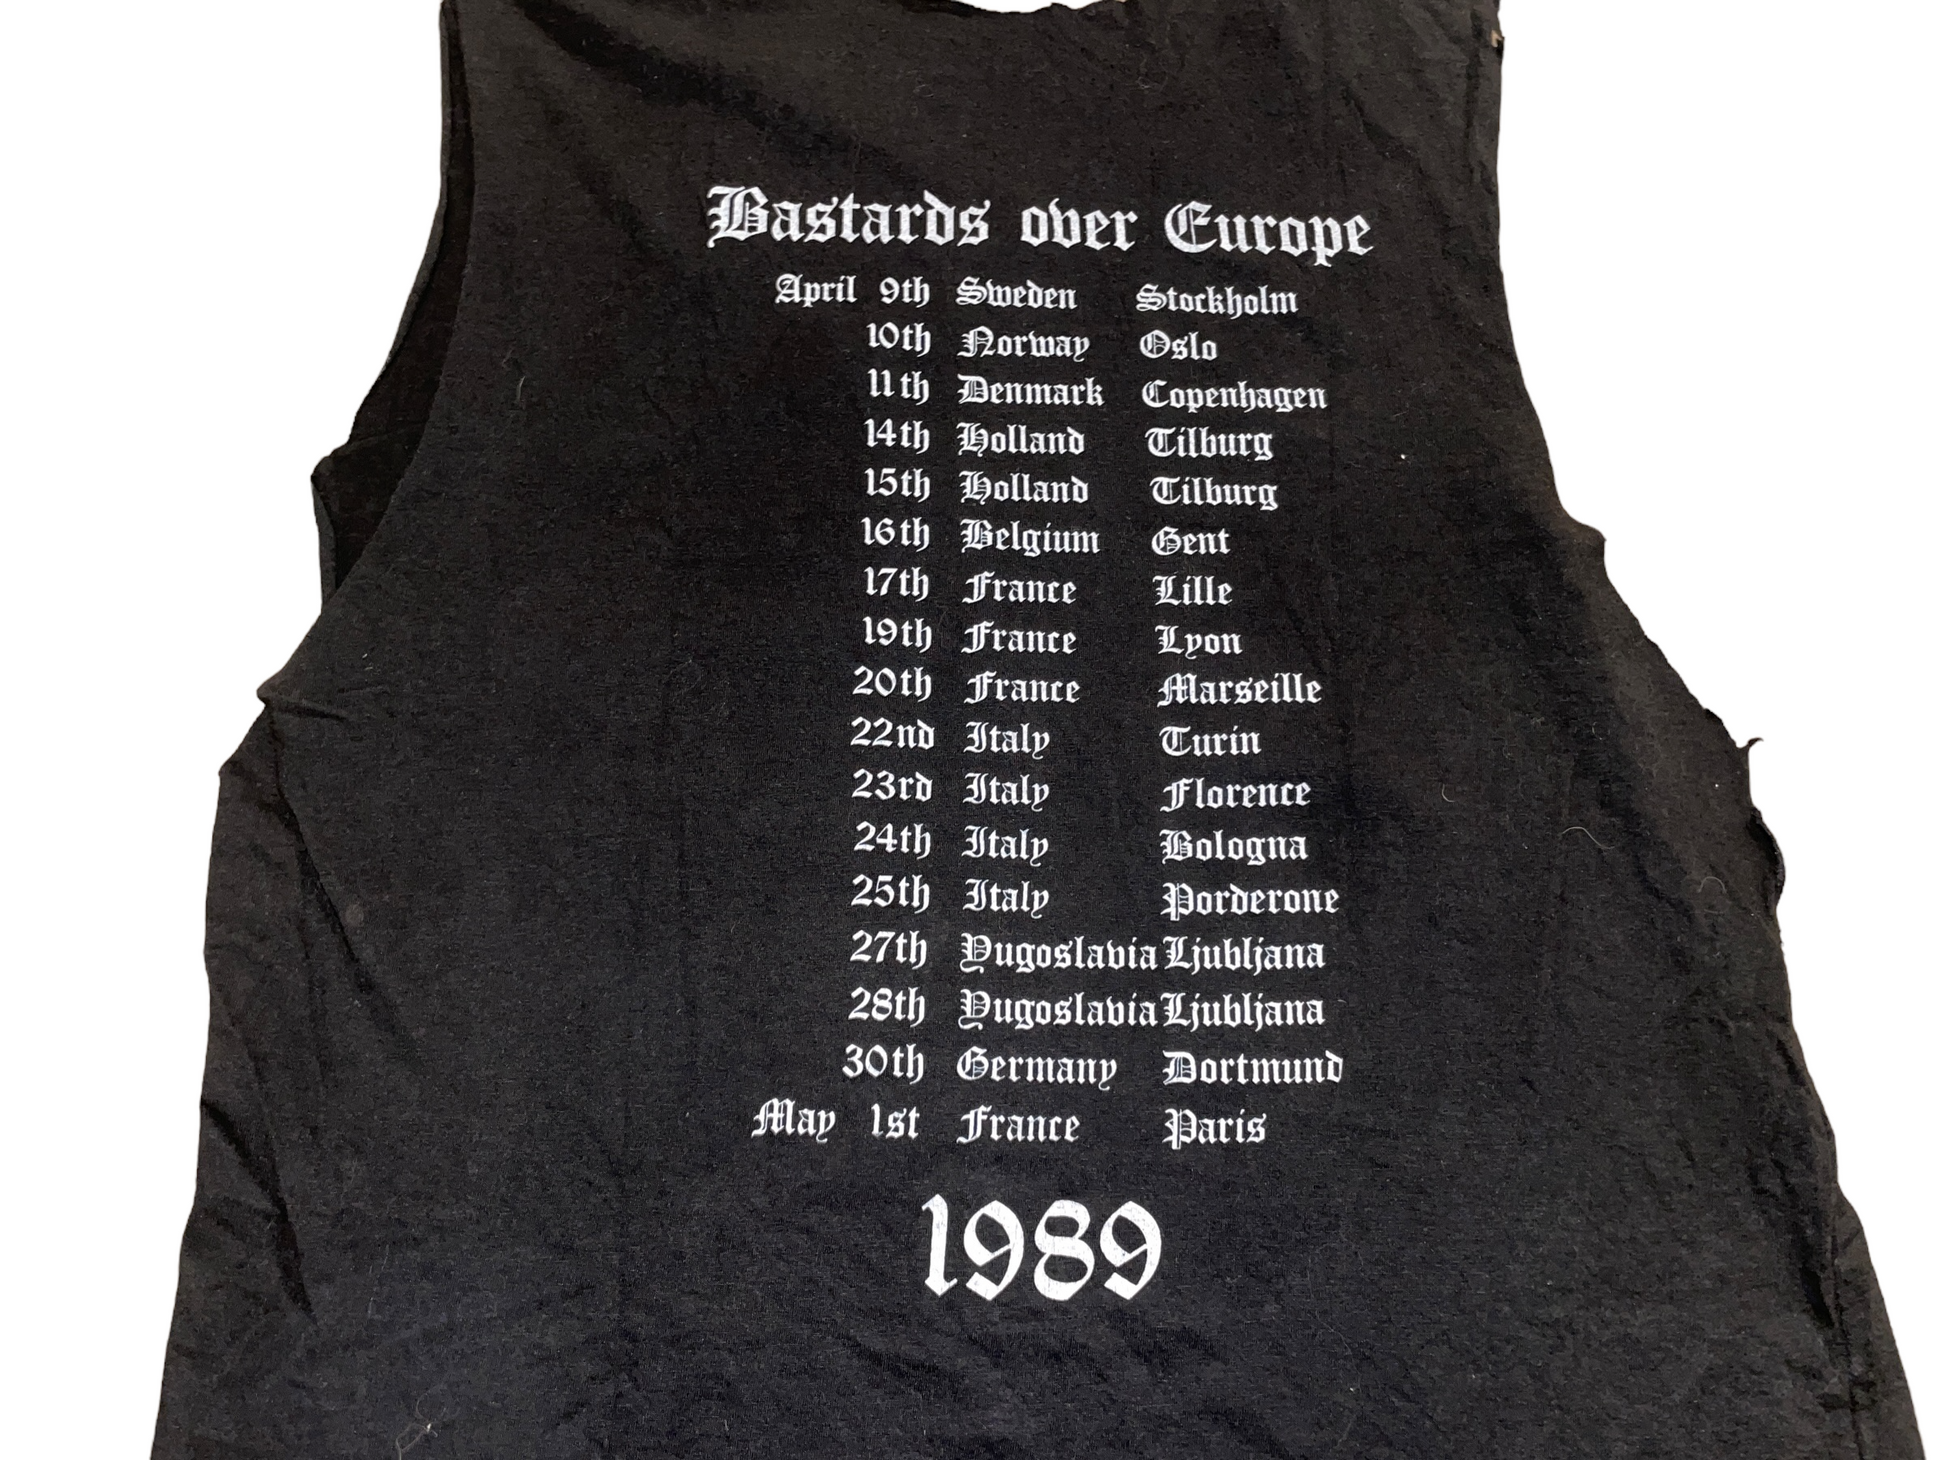 Bastards over Europe
April 9th Sweden Stockholm
10th Norway Oslo
11th Denmark Copenhagen
14th Holland Tilburg
15th Holland Tilburg
16th Belgium Gent
17th France Lille
19th France Lyon
20th France Marseille
22nd Italy Turin
23rd Italy Florence
24th Italy Bologna
25th Italy Porderone
27th Yugoslavia Ljubljana
28th Yugoslavia Ljubljana
30th Germany Dortmund
May 1st France Paris
1989